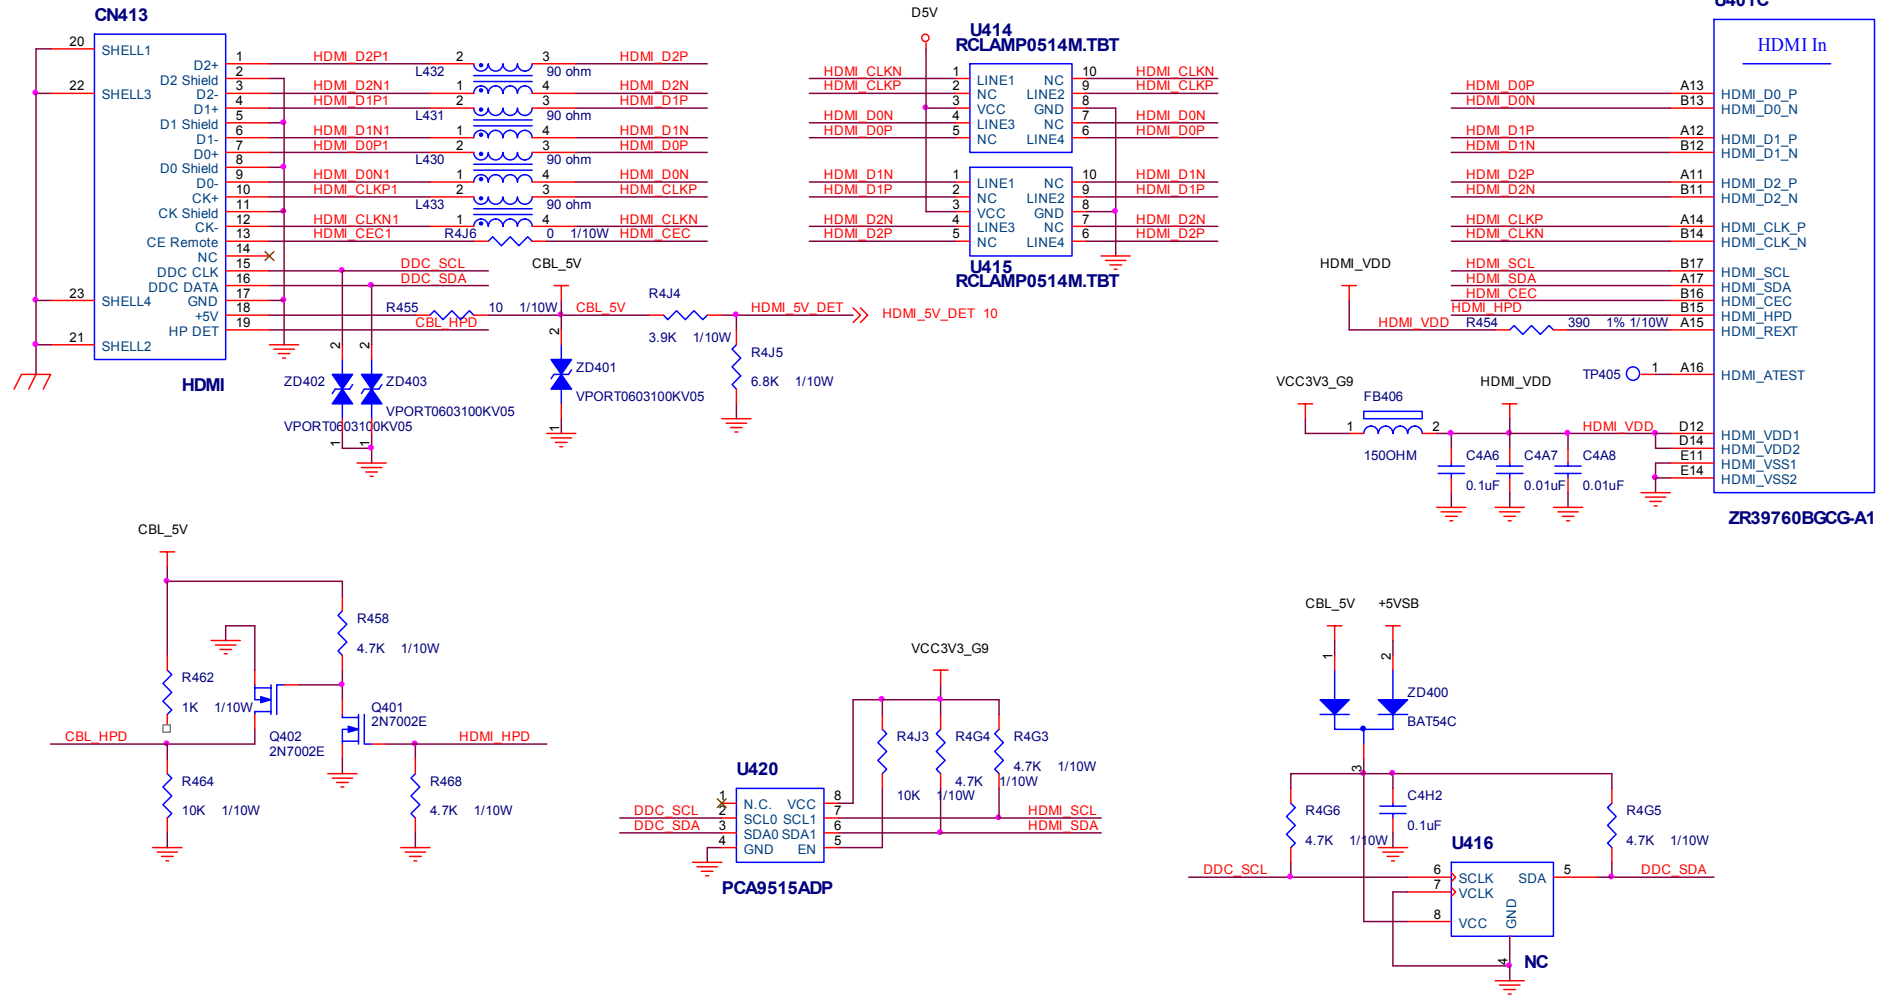 CN413
20 SHELL1
22 SHELL3
23 SHELL4
21 SHELL2
D2+ 1 HDMI_D2P1 2 3 HDMI_D2P
D2 Shield 2 L432 90 ohm
D2- 3 HDMI_D2N1 1 4 HDMI_D2N
D1+ 4 HDMI_D1P1 2 3 HDMI_D1P
D1 Shield 5 L431 90 ohm
D1- 6 HDMI_D1N1 1 4 HDMI_D1N
D0+ 7 HDMI_D0P1 2 3 HDMI_D0P
D0 Shield 8 L430 90 ohm
D0- 9 HDMI_D0N1 1 4 HDMI_D0N
CK+ 10 HDMI_CLKP1 2 3 HDMI_CLKP
CK Shield 11 L433 90 ohm
CK- 12 HDMI_CLKN1 1 4 HDMI_CLKN
CE Remote 13 HDMI_CEC1 R4J6 0 1/10W HDMI_CEC
NC 14
DDC CLK 15 DDC_SCL
DDC DATA 16 DDC_SDA
GND 17
+5V 18 R455 10 1/10W CBL_5V
HP DET 19 CBL_HPD
HDMI
CBL_5V
R4J4
3.9K 1/10W
HDMI_5V_DET
HDMI_5V_DET 10
R4J5
6.8K 1/10W
2
2
ZD402
ZD403
VPORT0603100KV05
VPORT0603100KV05
1
1
2
ZD401
VPORT0603100KV05
1
D5V
U414
RCLAMP0514M.TBT
HDMI_CLKN 1 LINE1 NC 10 HDMI_CLKN
HDMI_CLKP 2 NC LINE2 9 HDMI_CLKP
3 VCC GND 8
HDMI_D0N 4 LINE3 NC 7 HDMI_D0N
HDMI_D0P 5 NC LINE4 6 HDMI_D0P
HDMI_D1N 1 LINE1 NC 10 HDMI_D1N
HDMI_D1P 2 NC LINE2 9 HDMI_D1P
3 VCC GND 8
HDMI_D2N 4 LINE3 NC 7 HDMI_D2N
HDMI_D2P 5 NC LINE4 6 HDMI_D2P
U415
RCLAMP0514M.TBT
U401C
HDMI In
HDMI_D0P A13 HDMI_D0_P
HDMI_D0N B13 HDMI_D0_N
HDMI_D1P A12 HDMI_D1_P
HDMI_D1N B12 HDMI_D1_N
HDMI_D2P A11 HDMI_D2_P
HDMI_D2N B11 HDMI_D2_N
HDMI_CLKP A14 HDMI_CLK_P
HDMI_CLKN B14 HDMI_CLK_N
HDMI_SCL B17 HDMI_SCL
HDMI_SDA A17 HDMI_SDA
HDMI_CEC B16 HDMI_CEC
HDMI_HPD B15 HDMI_HPD
HDMI_VDD
HDMI_VDD R454 390 1% 1/10W A15 HDMI_REXT
TP405 1 A16 HDMI_ATEST
VCC3V3_G9
HDMI_VDD
FB406
1 2
150OHM
HDMI_VDD D12 HDMI_VDD1
D14 HDMI_VDD2
E11 HDMI_VSS1
E14 HDMI_VSS2
C4A6
0.1uF
C4A7
0.01uF
C4A8
0.01uF
ZR39760BGCG-A1
CBL_5V
R458
4.7K 1/10W
R462
1K 1/10W
Q401
2N7002E
Q402
2N7002E
CBL_HPD
HDMI_HPD
R464
10K 1/10W
R468
4.7K 1/10W
VCC3V3_G9
R4J3
10K 1/10W
R4G4
4.7K 1/10W
R4G3
4.7K 1/10W
U420
1 N.C. VCC 8
DDC_SCL 2 SCL0 SCL1 7 HDMI_SCL
DDC_SDA 3 SDA0 SDA1 6 HDMI_SDA
4 GND EN 5
PCA9515ADP
CBL_5V
+5VSB
1
2
ZD400
BAT54C
3
R4G6
4.7K 1/10W
C4H2
0.1uF
R4G5
4.7K 1/10W
U416
DDC_SCL 6 SCLK SDA 5 DDC_SDA
7 VCLK
8 VCC
GND
4
NC